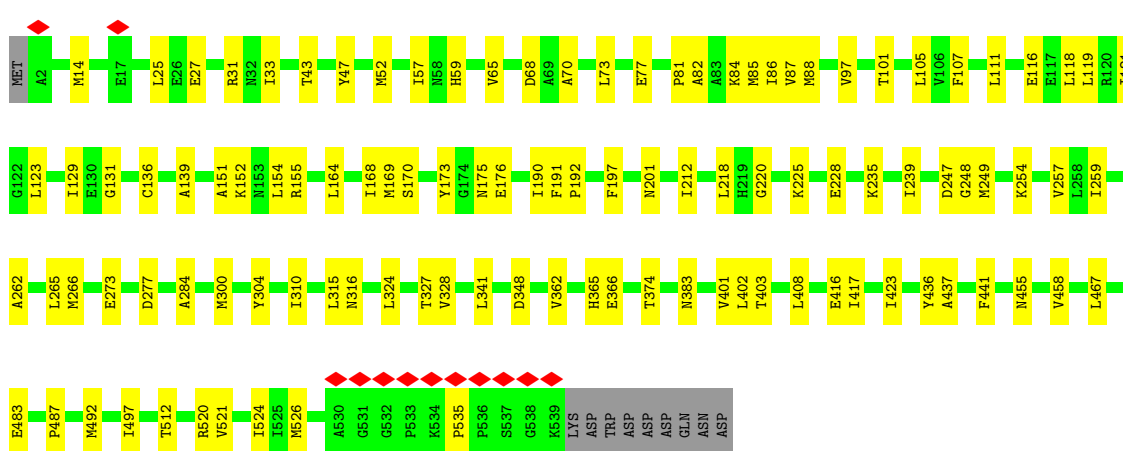 MET A2 M14 E17 L25 E26 E27 R31 N32 I33 T43 Y47 M52 I57 N58 H59 V65 D68 A69 A70 L73 E77 P81 A82 A83 K84 M85 I86 V87 M88 V97 T101 L105 V106 F107 L111 E116 E117 L118 L119 R120
G122 L123 I129 E130 G131 C136 A139 A151 K152 N153 L154 R155 L164 I168 M169 S170 Y173 G174 N175 E176 I190 F191 P192 F197 N201 I212 L218 H219 G220 K225 E228 K235 I239 D247 G248 M249 K254 V257 L258 I259
A262 L265 M266 E273 D277 A284 M300 Y304 I310 L315 N316 L324 T327 V328 L341 D348 V362 H365 E366 T374 N383 V401 L402 T403 L408 E416 I417 I423 Y436 A437 F441 N455 V458 L467
E483 P487 M492 I497 T512 R520 V521 I524 I525 M526 A530 G531 G532 P533 K534 P535 P536 S537 G538 K539 LYS ASP TRP ASP ASP ASP GLN ASN ASP